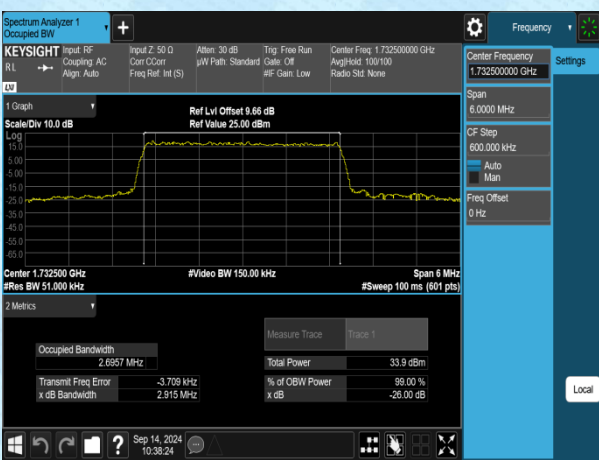 Spectrum Analyzer 1
Occupied BW
+
Frequency
KEYSIGHT
RL
LXI
Input: RF
Coupling: AC
Align: Auto
Input Z: 50 Ω
Corr CCorr
Freq Ref: Int (S)
Atten: 30 dB
µW Path: Standard
Trig: Free Run
Gate: Off
#IF Gain: Low
Center Freq: 1.732500000 GHz
Avg|Hold: 100/100
Radio Std: None
Center Frequency
1.732500000 GHz
Settings
Span
6.0000 MHz
CF Step
600.000 kHz
Auto
Man
Freq Offset
0 Hz
1 Graph
Scale/Div 10.0 dB
Ref Lvl Offset 9.66 dB
Ref Value 25.00 dBm
Log
15.0
5.00
-5.00
-15.0
-25.0
-35.0
-45.0
-55.0
-65.0
Center 1.732500 GHz
#Res BW 51.000 kHz
#Video BW 150.00 kHz
Span 6 MHz
#Sweep 100 ms (601 pts)
2 Metrics
Measure Trace
Trace 1
Occupied Bandwidth
2.6957 MHz
Total Power
33.9 dBm
Transmit Freq Error
-3.709 kHz
% of OBW Power
99.00 %
x dB Bandwidth
2.915 MHz
x dB
-26.00 dB
Local
?
Sep 14, 2024
10:38:24